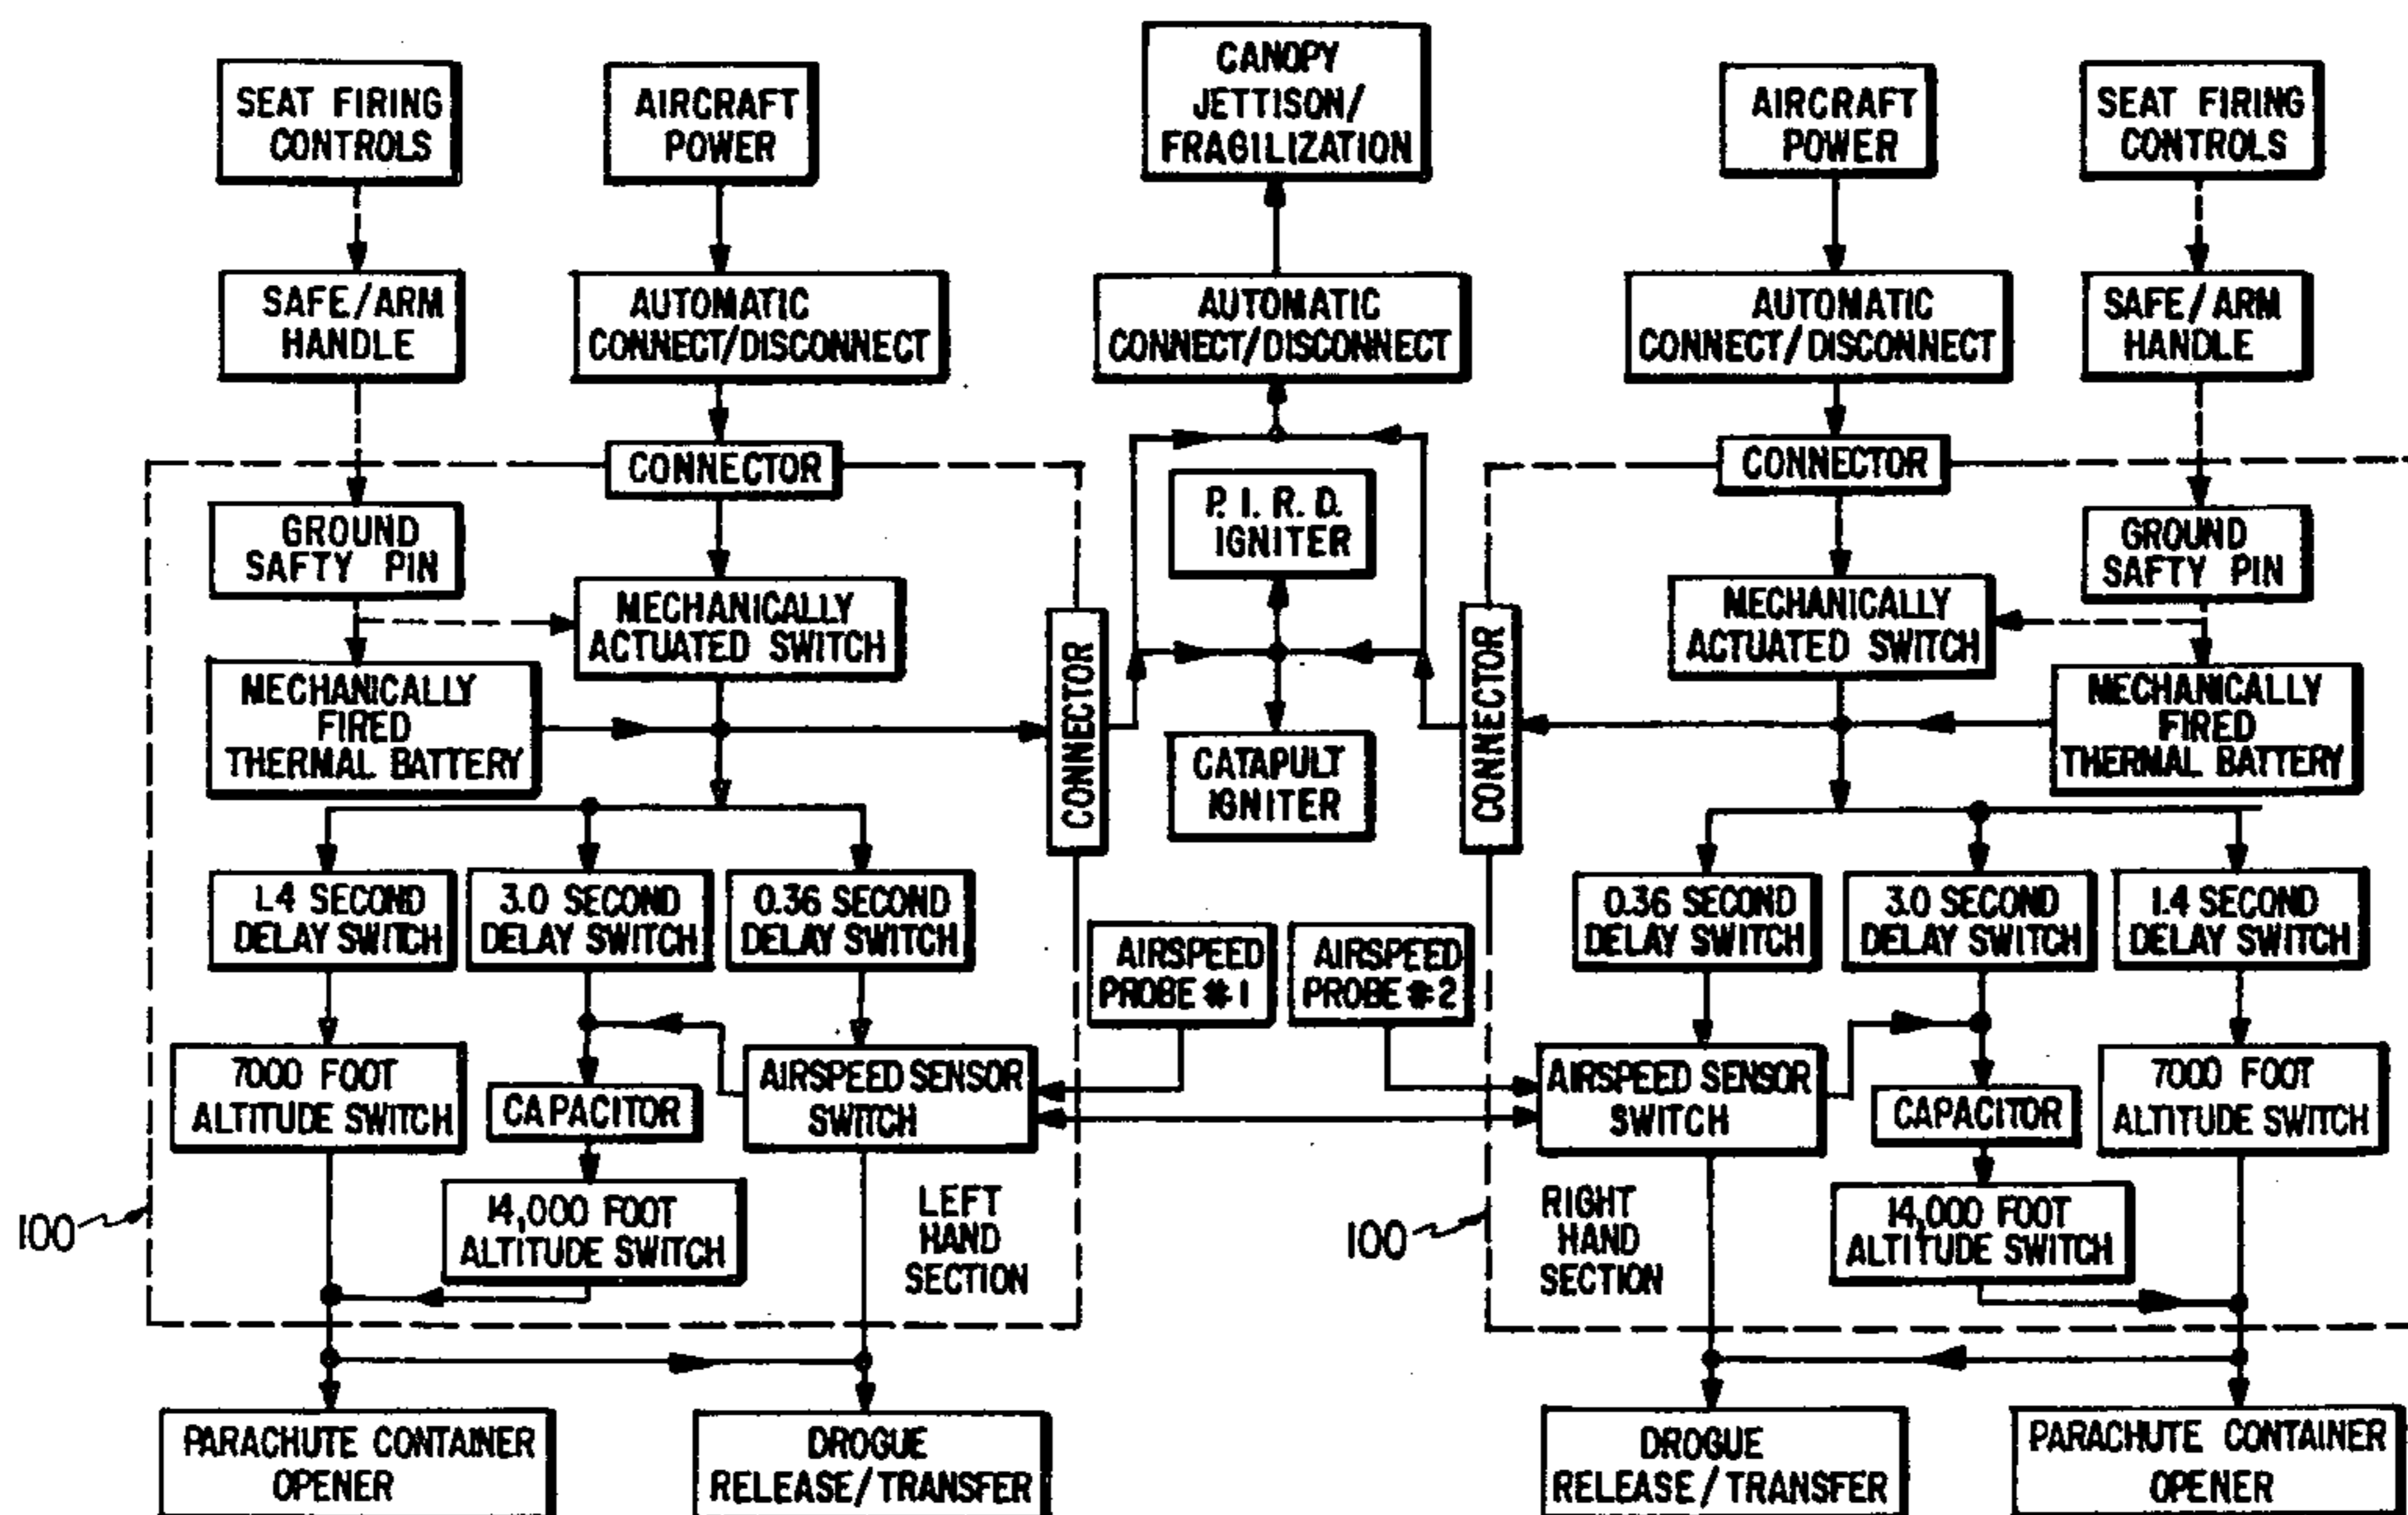 SEAT FIRING
CONTROLS
AIRCRAFT
POWER
CANOPY
JETTISON/
FRAGILIZATION
AIRCRAFT
POWER
SEAT FIRING
CONTROLS
SAFE/ARM
HANDLE
AUTOMATIC
CONNECT/DISCONNECT
AUTOMATIC
CONNECT/DISCONNECT
AUTOMATIC
CONNECT/DISCONNECT
SAFE/ARM
HANDLE
CONNECTOR
CONNECTOR
GROUND
SAFTY PIN
P. I. R. D.
IGNITER
GROUND
SAFTY PIN
MECHANICALLY
ACTUATED SWITCH
MECHANICALLY
ACTUATED SWITCH
MECHANICALLY
FIRED
THERMAL BATTERY
CONNECTOR
CATAPULT
IGNITER
CONNECTOR
MECHANICALLY
FIRED
THERMAL BATTERY
1.4 SECOND
DELAY SWITCH
3.0 SECOND
DELAY SWITCH
0.36 SECOND
DELAY SWITCH
AIRSPEED
PROBE #1
AIRSPEED
PROBE #2
0.36 SECOND
DELAY SWITCH
3.0 SECOND
DELAY SWITCH
1.4 SECOND
DELAY SWITCH
7000 FOOT
ALTITUDE SWITCH
CAPACITOR
AIRSPEED SENSOR
SWITCH
AIRSPEED SENSOR
SWITCH
CAPACITOR
7000 FOOT
ALTITUDE SWITCH
100
14,000 FOOT
ALTITUDE SWITCH
LEFT
HAND
SECTION
100
RIGHT
HAND
SECTION
14,000 FOOT
ALTITUDE SWITCH
PARACHUTE CONTAINER
OPENER
DROGUE
RELEASE/TRANSFER
DROGUE
RELEASE/TRANSFER
PARACHUTE CONTAINER
OPENER